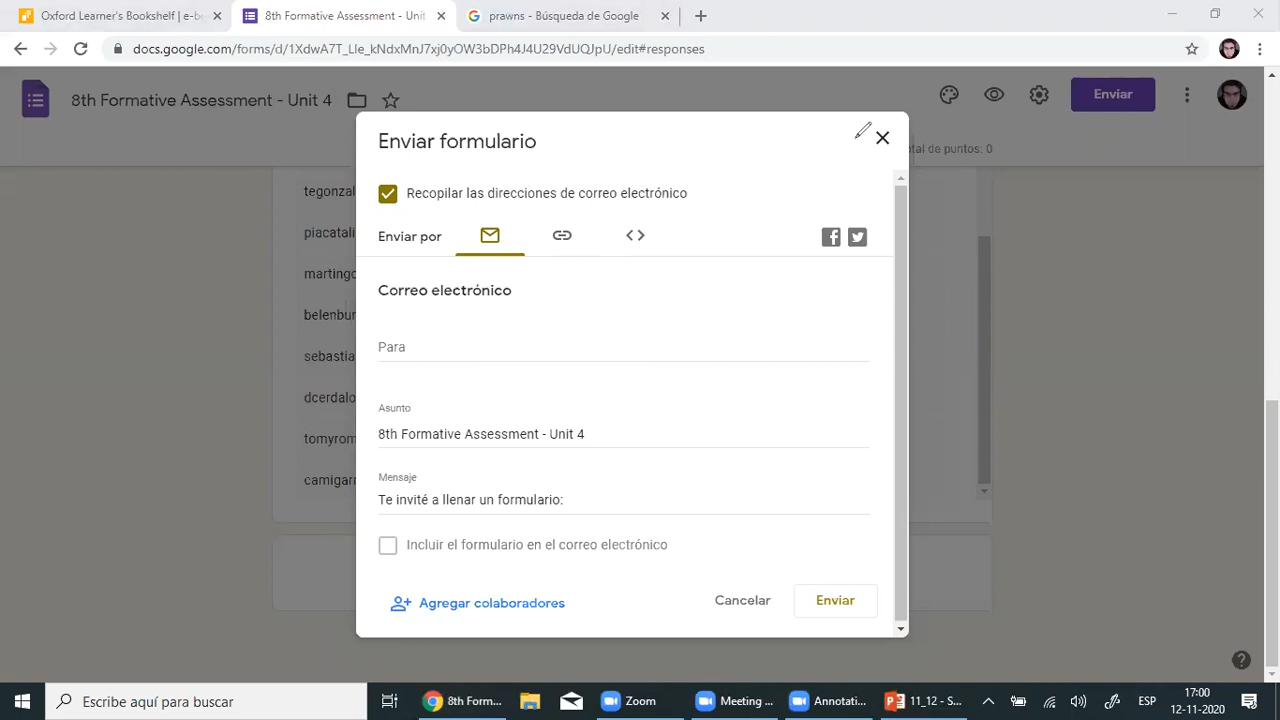 Oxford Learner's Bookshelf | e-b
8th Formative Assessment - Unit
prawns - Búsqueda de Google
docs.google.com/forms/d/1XdwA7T_Lle_kNdxMnJ7xj0yOW3bDPh4J4U29VdUQJpU/edit#responses
8th Formative Assessment - Unit 4
Enviar
tal de puntos: 0
Enviar formulario
Recopilar las direcciones de correo electrónico
Enviar por
Correo electrónico
Para
Asunto
8th Formative Assessment - Unit 4
Mensaje
Te invité a llenar un formulario:
Incluir el formulario en el correo electrónico
Agregar colaboradores
Cancelar
Enviar
tegonzal
piacatali
martingo
belenbur
sebastia
dcerdalo
tomyrom
camigarr
Escribe aquí para buscar
8th Form...
Zoom
Meeting ...
Annotati...
11_12 - S...
ESP
17:00
12-11-2020